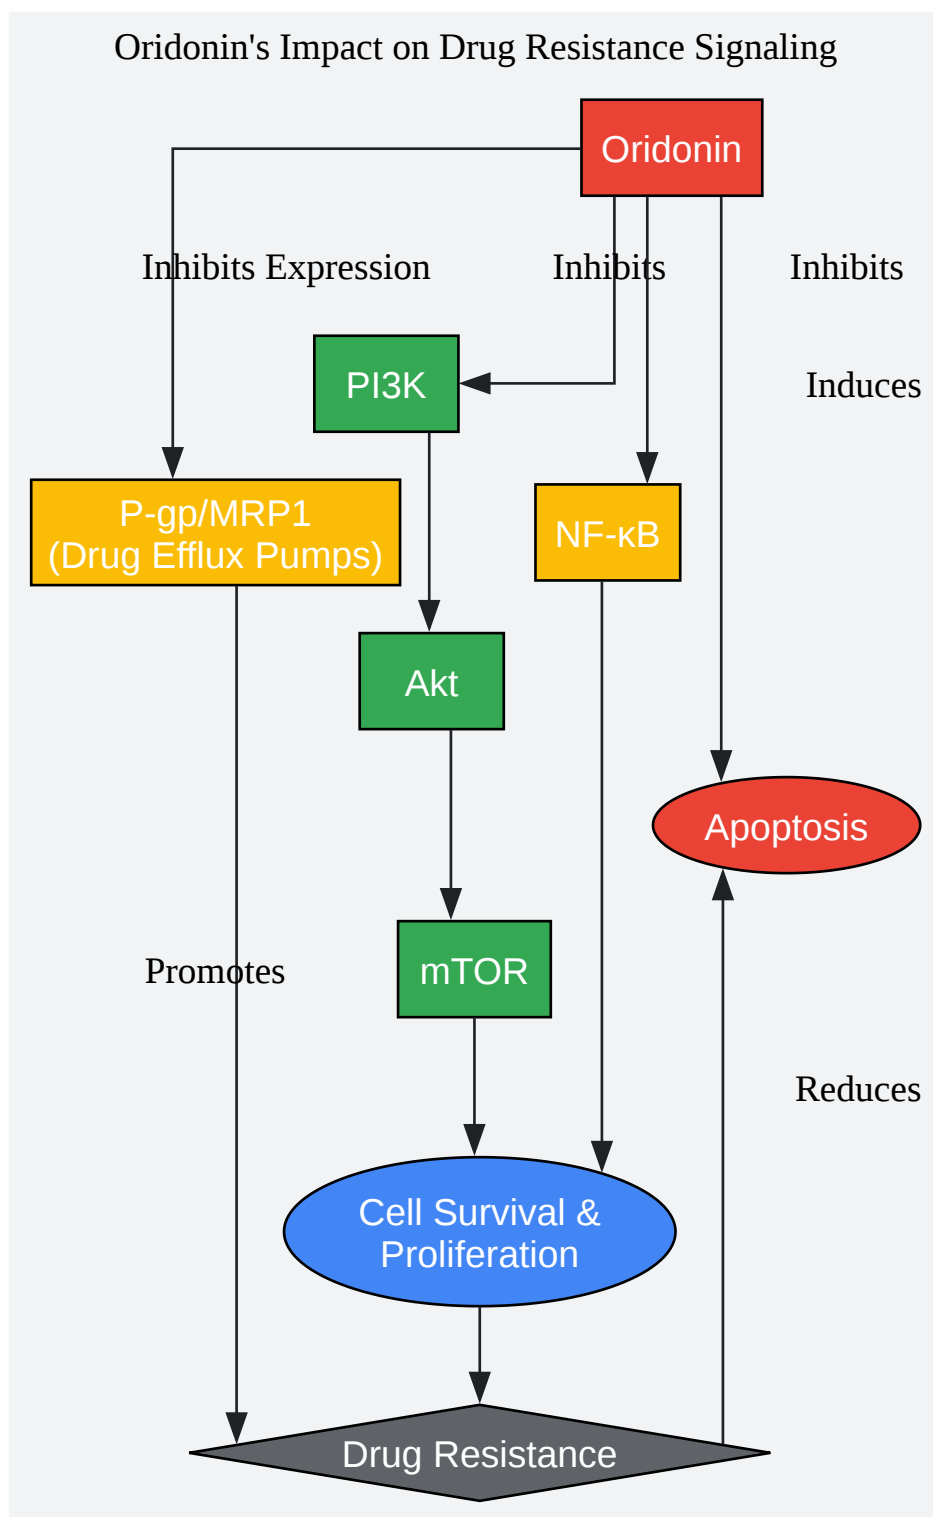 Oridonin's Impact on Drug Resistance Signaling
Oridonin
Inhibits Expression
Inhibits
Inhibits
PI3K
Induces
P-gp/MRP1
(Drug Efflux Pumps)
NF-κB
Akt
Apoptosis
mTOR
Promotes
Reduces
Cell Survival &
Proliferation
Drug Resistance